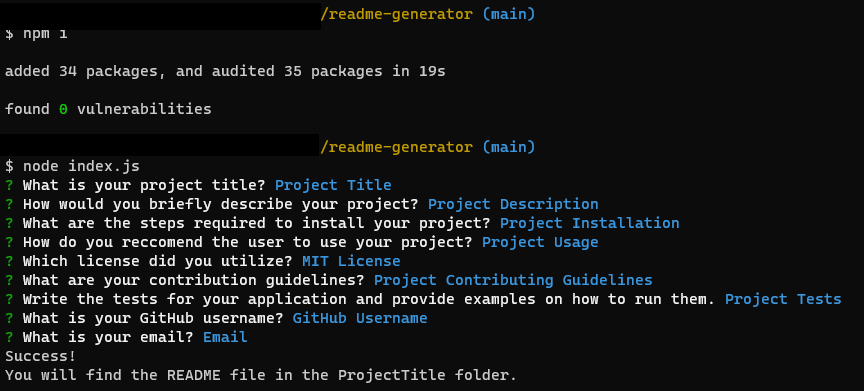 /readme-generator (main)
$ npm i
added 34 packages, and audited 35 packages in 19s
found 0 vulnerabilities
/readme-generator (main)
$ node index.js
? What is your project title? Project Title
? How would you briefly describe your project? Project Description
? What are the steps required to install your project? Project Installation
? How do you reccomend the user to use your project? Project Usage
? Which license did you utilize? MIT License
? What are your contribution guidelines? Project Contributing Guidelines
? Write the tests for your application and provide examples on how to run them. Project Tests
? What is your GitHub username? GitHub Username
? What is your email? Email
Success!
You will find the README file in the ProjectTitle folder.